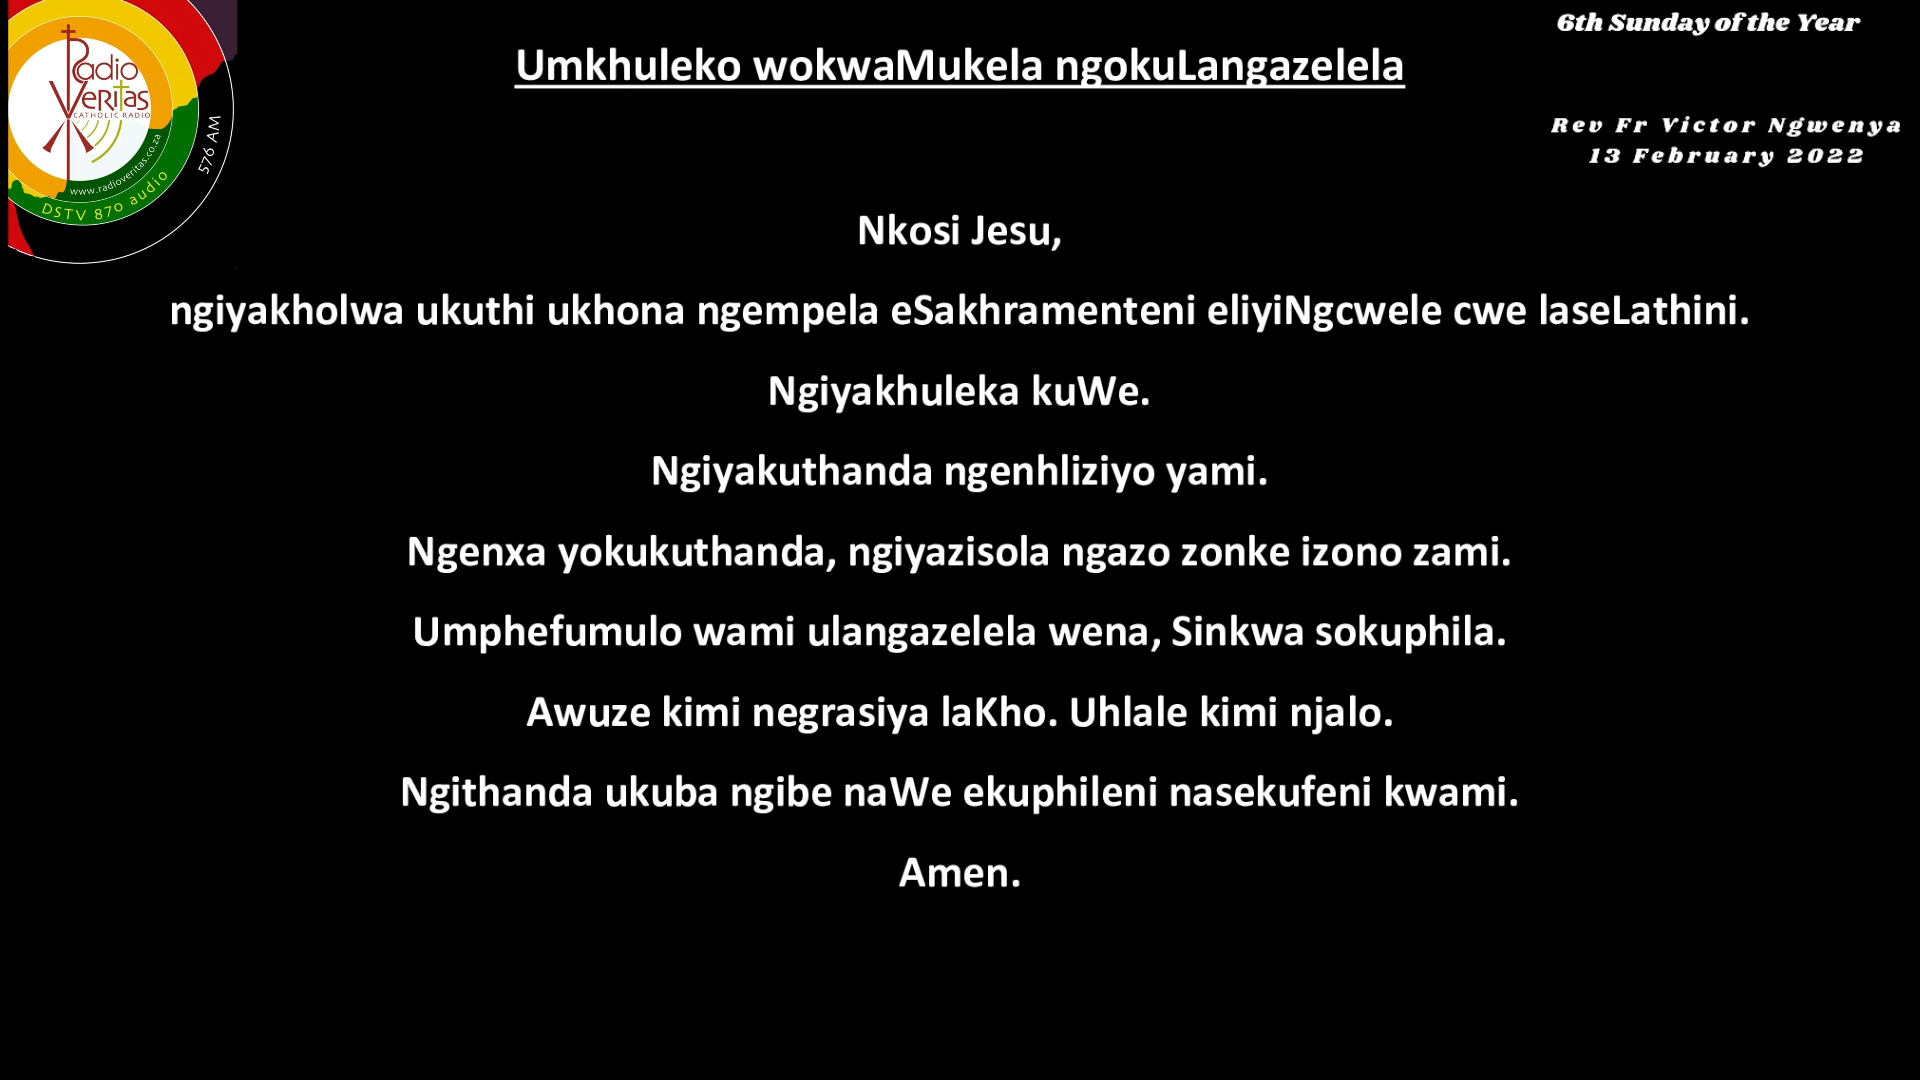 Radio
Veritas
CATHOLIC RADIO
www.radioveritas.co.za
DSTV 870 audio
576 AM
6th Sunday of the Year
Umkhuleko wokwaMukela ngokuLangazelela
Rev Fr Victor Ngwenya
13 February 2022
Nkosi Jesu,
ngiyakholwa ukuthi ukhona ngempela eSakhramenteni eliyiNgcwele cwe laseLathini.
Ngiyakhuleka kuWe.
Ngiyakuthanda ngenhliziyo yami.
Ngenxa yokukuthanda, ngiyazisola ngazo zonke izono zami.
Umphefumulo wami ulangazelela wena, Sinkwa sokuphila.
Awuze kimi negrasiya laKho. Uhlale kimi njalo.
Ngithanda ukuba ngibe naWe ekuphileni nasekufeni kwami.
Amen.